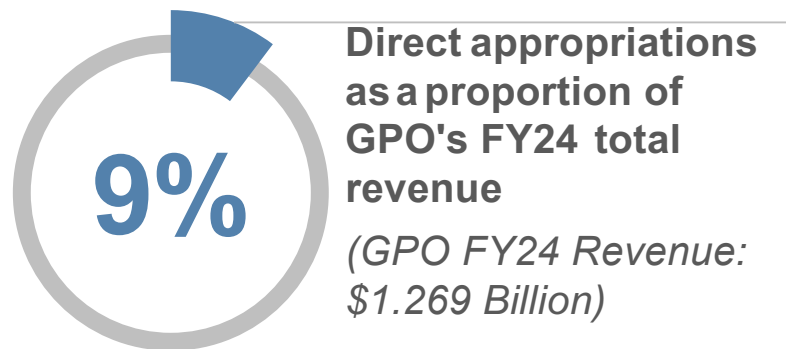 9%
Direct appropriations
as a proportion of
GPO's FY24 total
revenue
(GPO FY24 Revenue:
$1.269 Billion)